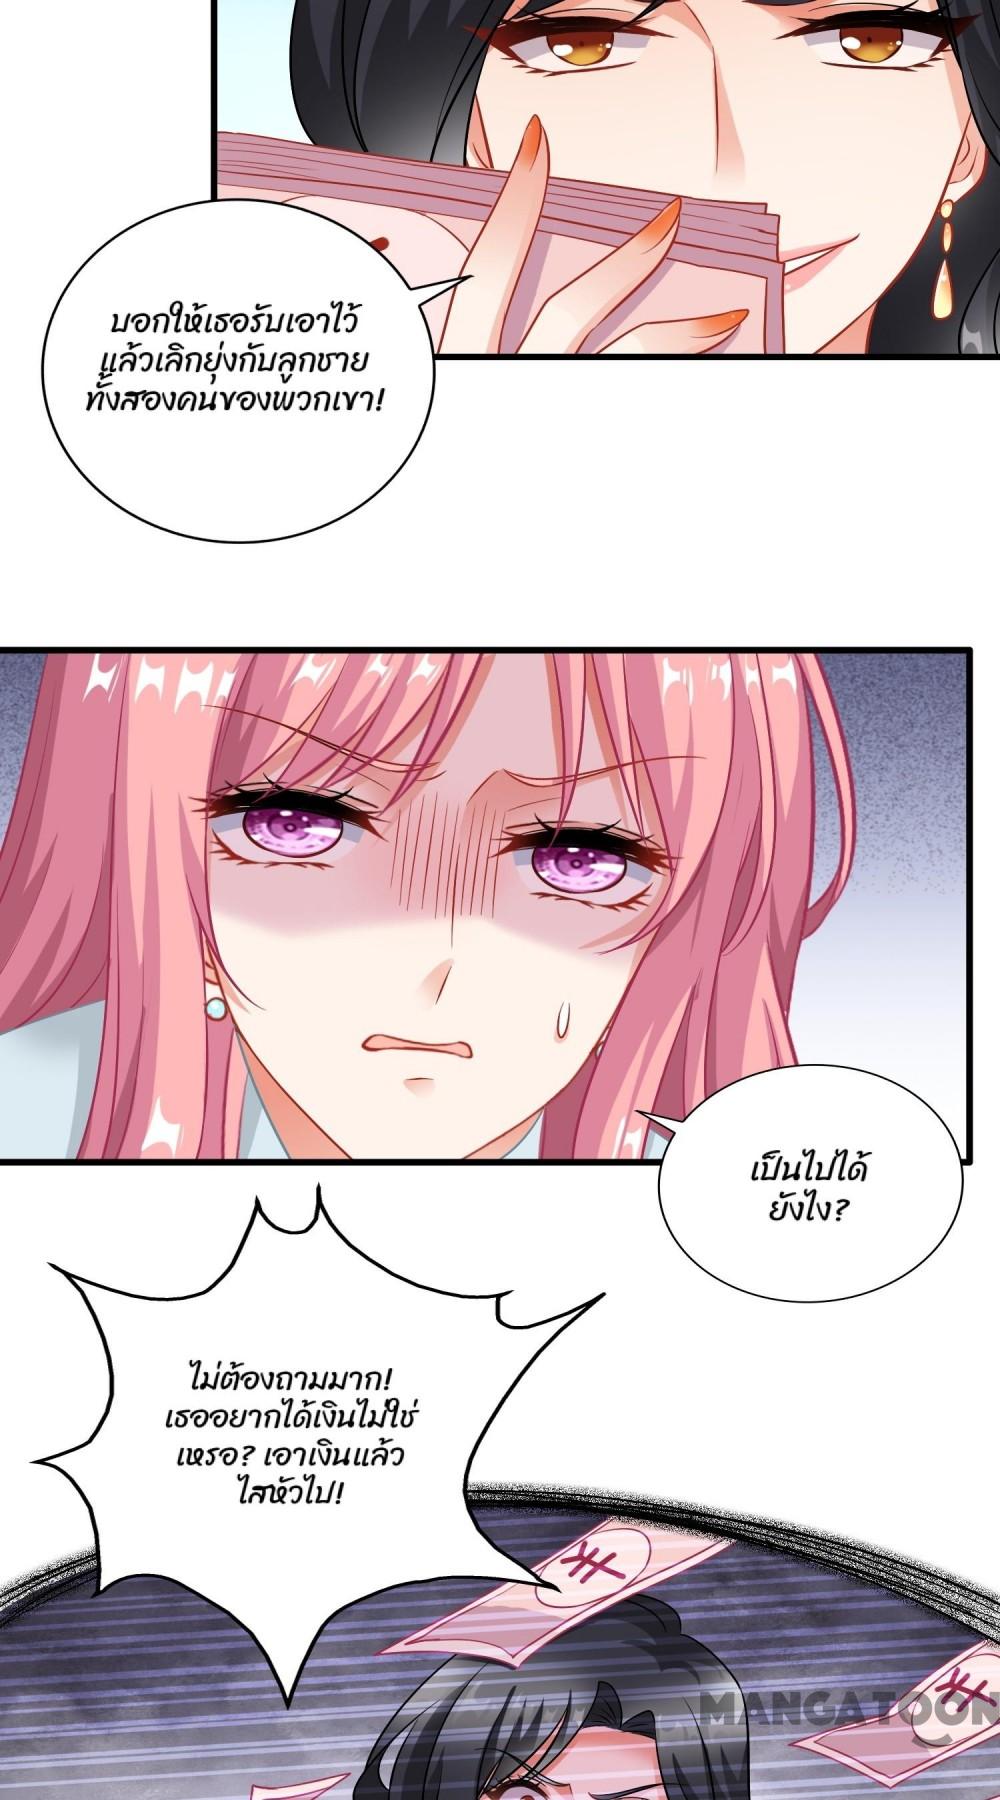 บอกให้เธอรับเอาไว้
แล้วเลิกยุ่งกับลูกชาย
ทั้งสองคนของพวกเขา!
เป็นไปได้
ยังไง?
ไม่ต้องถามมาก!
เธออยากได้เงินไม่ใช่
เหรอ? เอาเงินแล้ว
ไสหัวไป!
MANGATOON